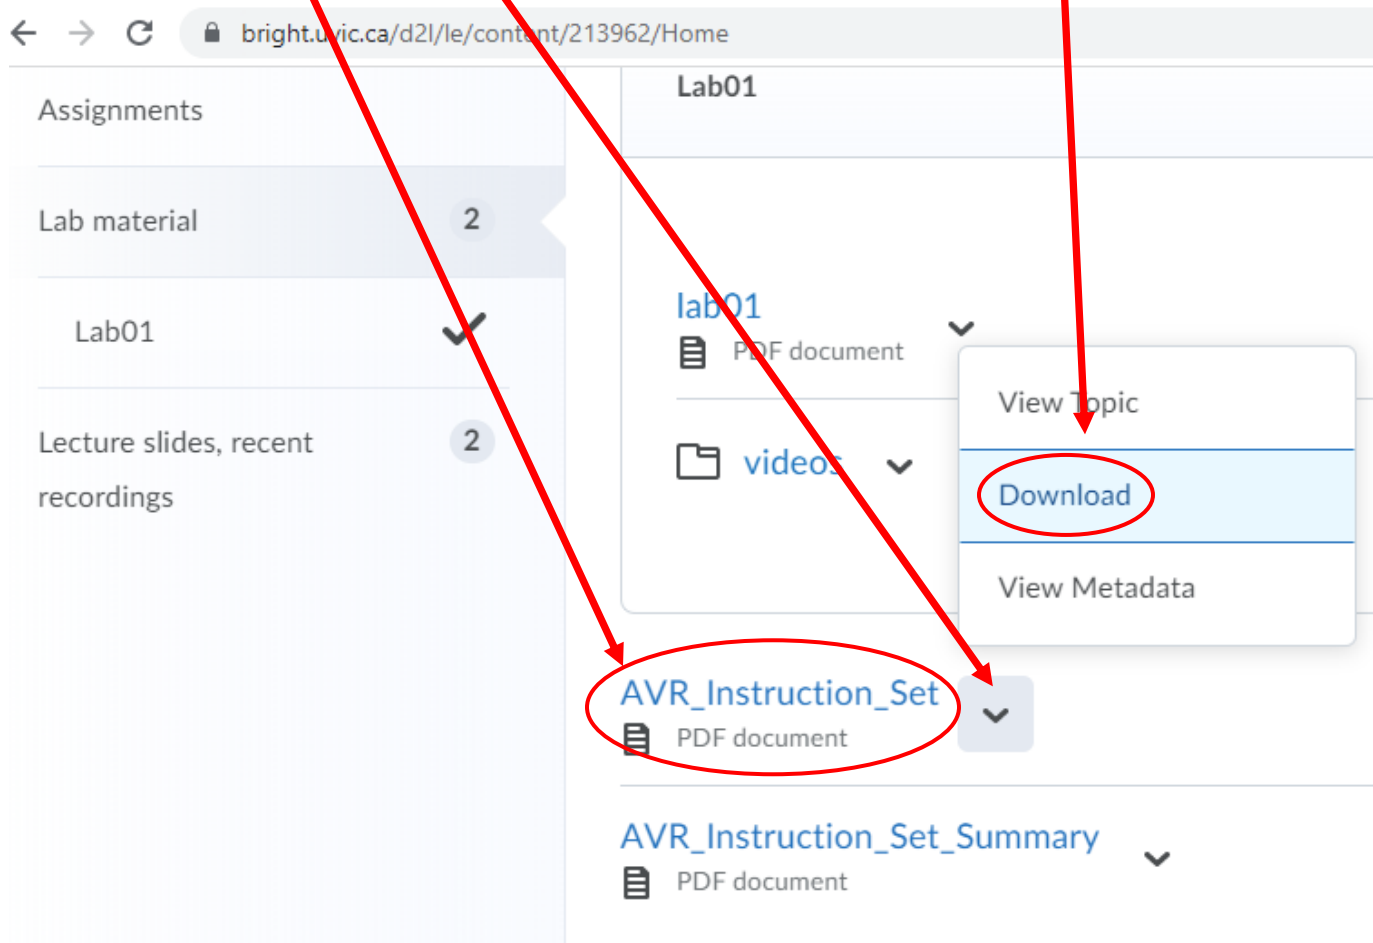 bright.uvic.ca/d2l/le/content/213962/Home
Assignments
Lab material 2
Lab01
Lecture slides, recent 2
recordings
Lab01
lab01
PDF document
videos
View Topic
Download
View Metadata
AVR_Instruction_Set
PDF document
AVR_Instruction_Set_Summary
PDF document